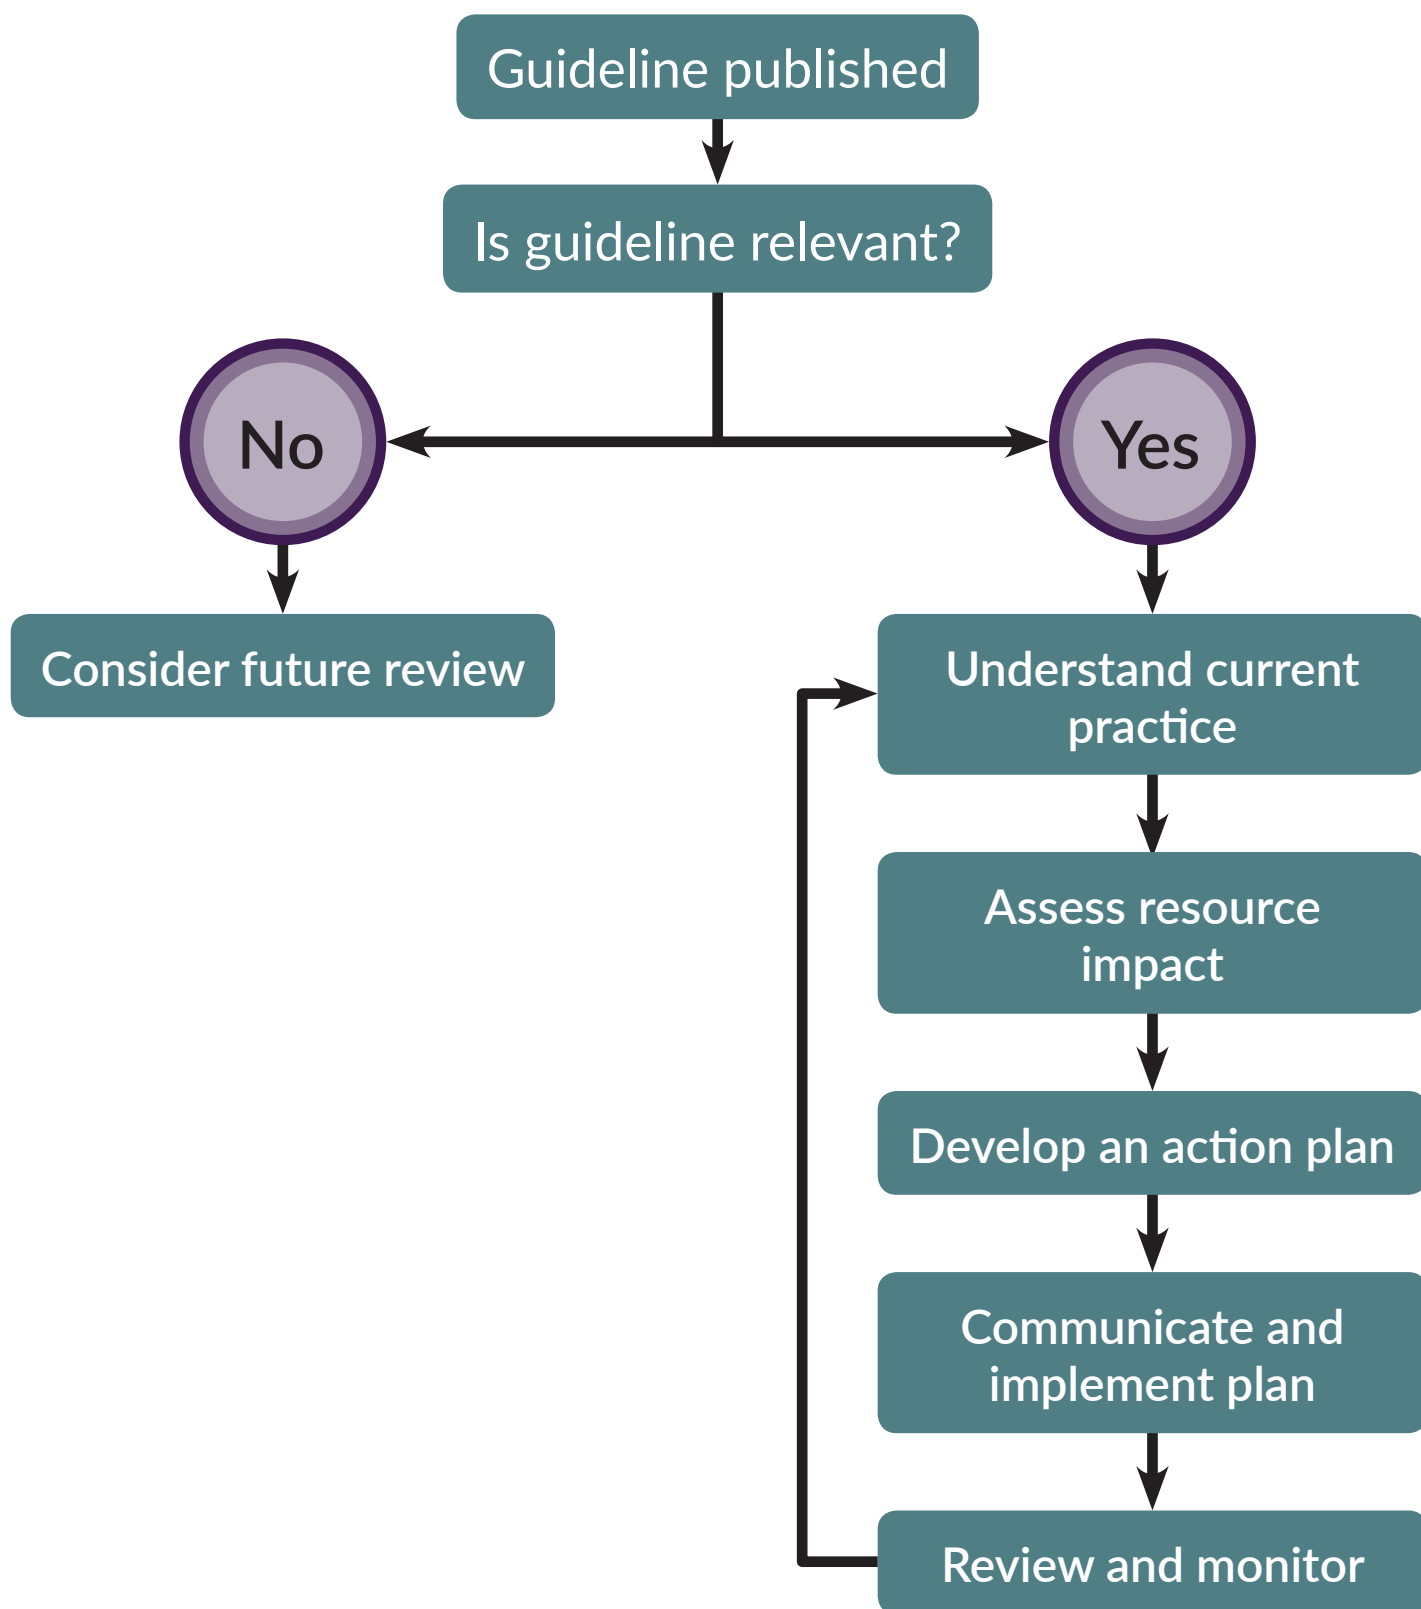 Guideline published
Is guideline relevant?
No
Yes
Consider future review
Understand current
practice
Assess resource
impact
Develop an action plan
Communicate and
implement plan
Review and monitor